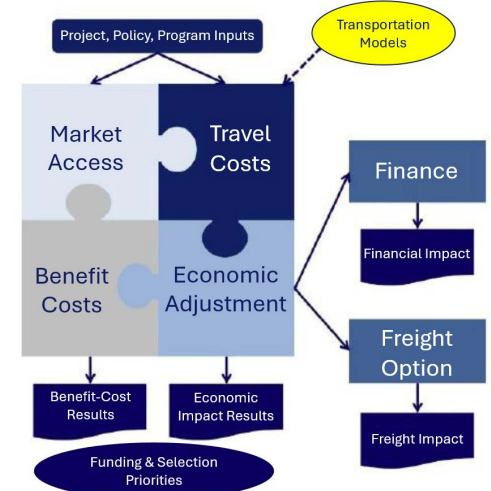 Project, Policy, Program Inputs
Transportation
Models
Market
Access
Travel
Costs
Finance
Financial Impact
Benefit
Costs
Economic
Adjustment
Freight
Option
Benefit-Cost
Results
Economic
Impact Results
Freight Impact
Funding & Selection
Priorities